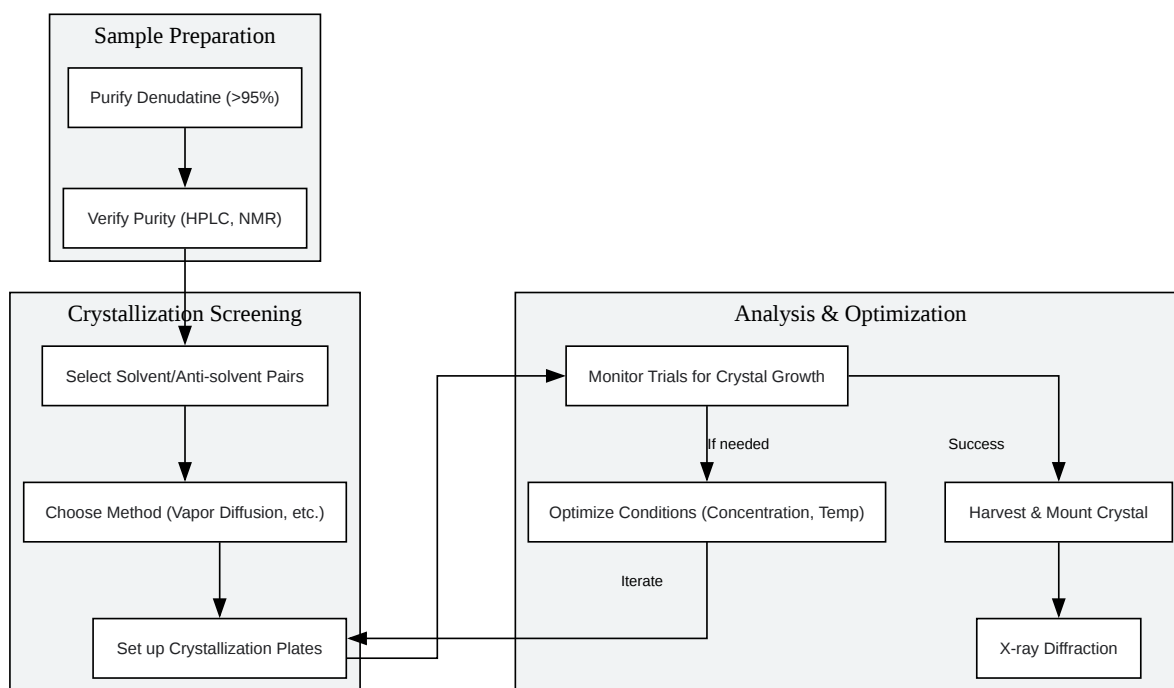 Sample Preparation
Purify Denudatine (>95%)
Verify Purity (HPLC, NMR)
Crystallization Screening
Select Solvent/Anti-solvent Pairs
Choose Method (Vapor Diffusion, etc.)
Set up Crystallization Plates
Analysis & Optimization
Monitor Trials for Crystal Growth
If needed
Success
Optimize Conditions (Concentration, Temp)
Harvest & Mount Crystal
Iterate
X-ray Diffraction